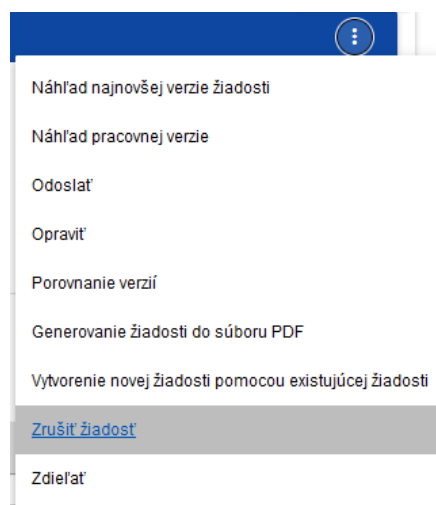 Náhľad najnovšej verzie žiadosti
Náhľad pracovnej verzie
Odoslať
Opraviť
Porovnanie verzií
Generovanie žiadosti do súboru PDF
Vytvorenie novej žiadosti pomocou existujúcej žiadosti
Zrušiť žiadosť
Zdieľať